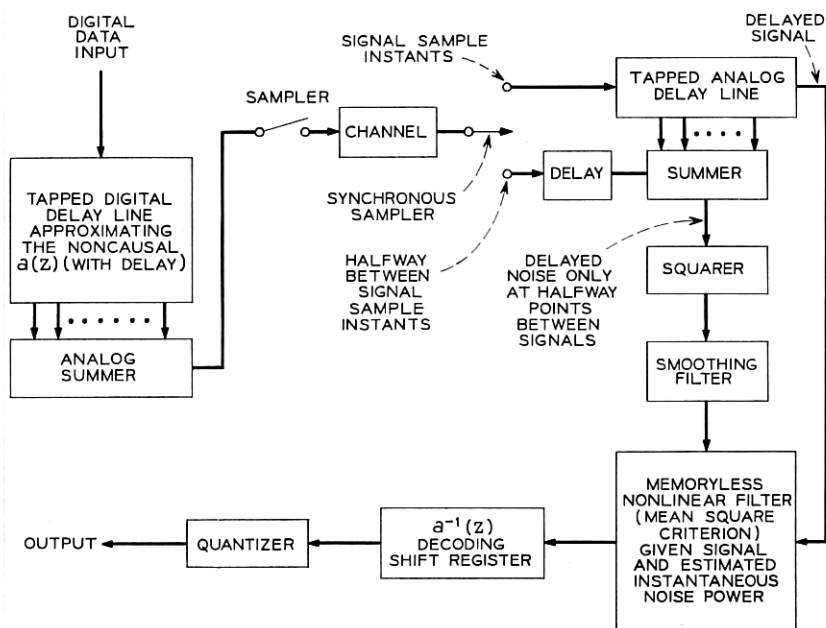 DIGITAL
DATA
INPUT
TAPPED DIGITAL
DELAY LINE
APPROXIMATING
THE NONCAUSAL
a(z) (WITH DELAY)
ANALOG
SUMMER
SAMPLER
CHANNEL
SIGNAL SAMPLE
INSTANTS
SYNCHRONOUS
SAMPLER
HALFWAY
BETWEEN
SIGNAL
SAMPLE
INSTANTS
TAPPED ANALOG
DELAY LINE
DELAYED
SIGNAL
DELAY
SUMMER
DELAYED
NOISE ONLY
AT HALFWAY
POINTS
BETWEEN
SIGNALS
SQUARER
SMOOTHING
FILTER
MEMORYLESS
NONLINEAR FILTER
(MEAN SQUARE
CRITERION)
GIVEN SIGNAL
AND ESTIMATED
INSTANTANEOUS
NOISE POWER
a⁻¹(z)
DECODING
SHIFT REGISTER
QUANTIZER
OUTPUT